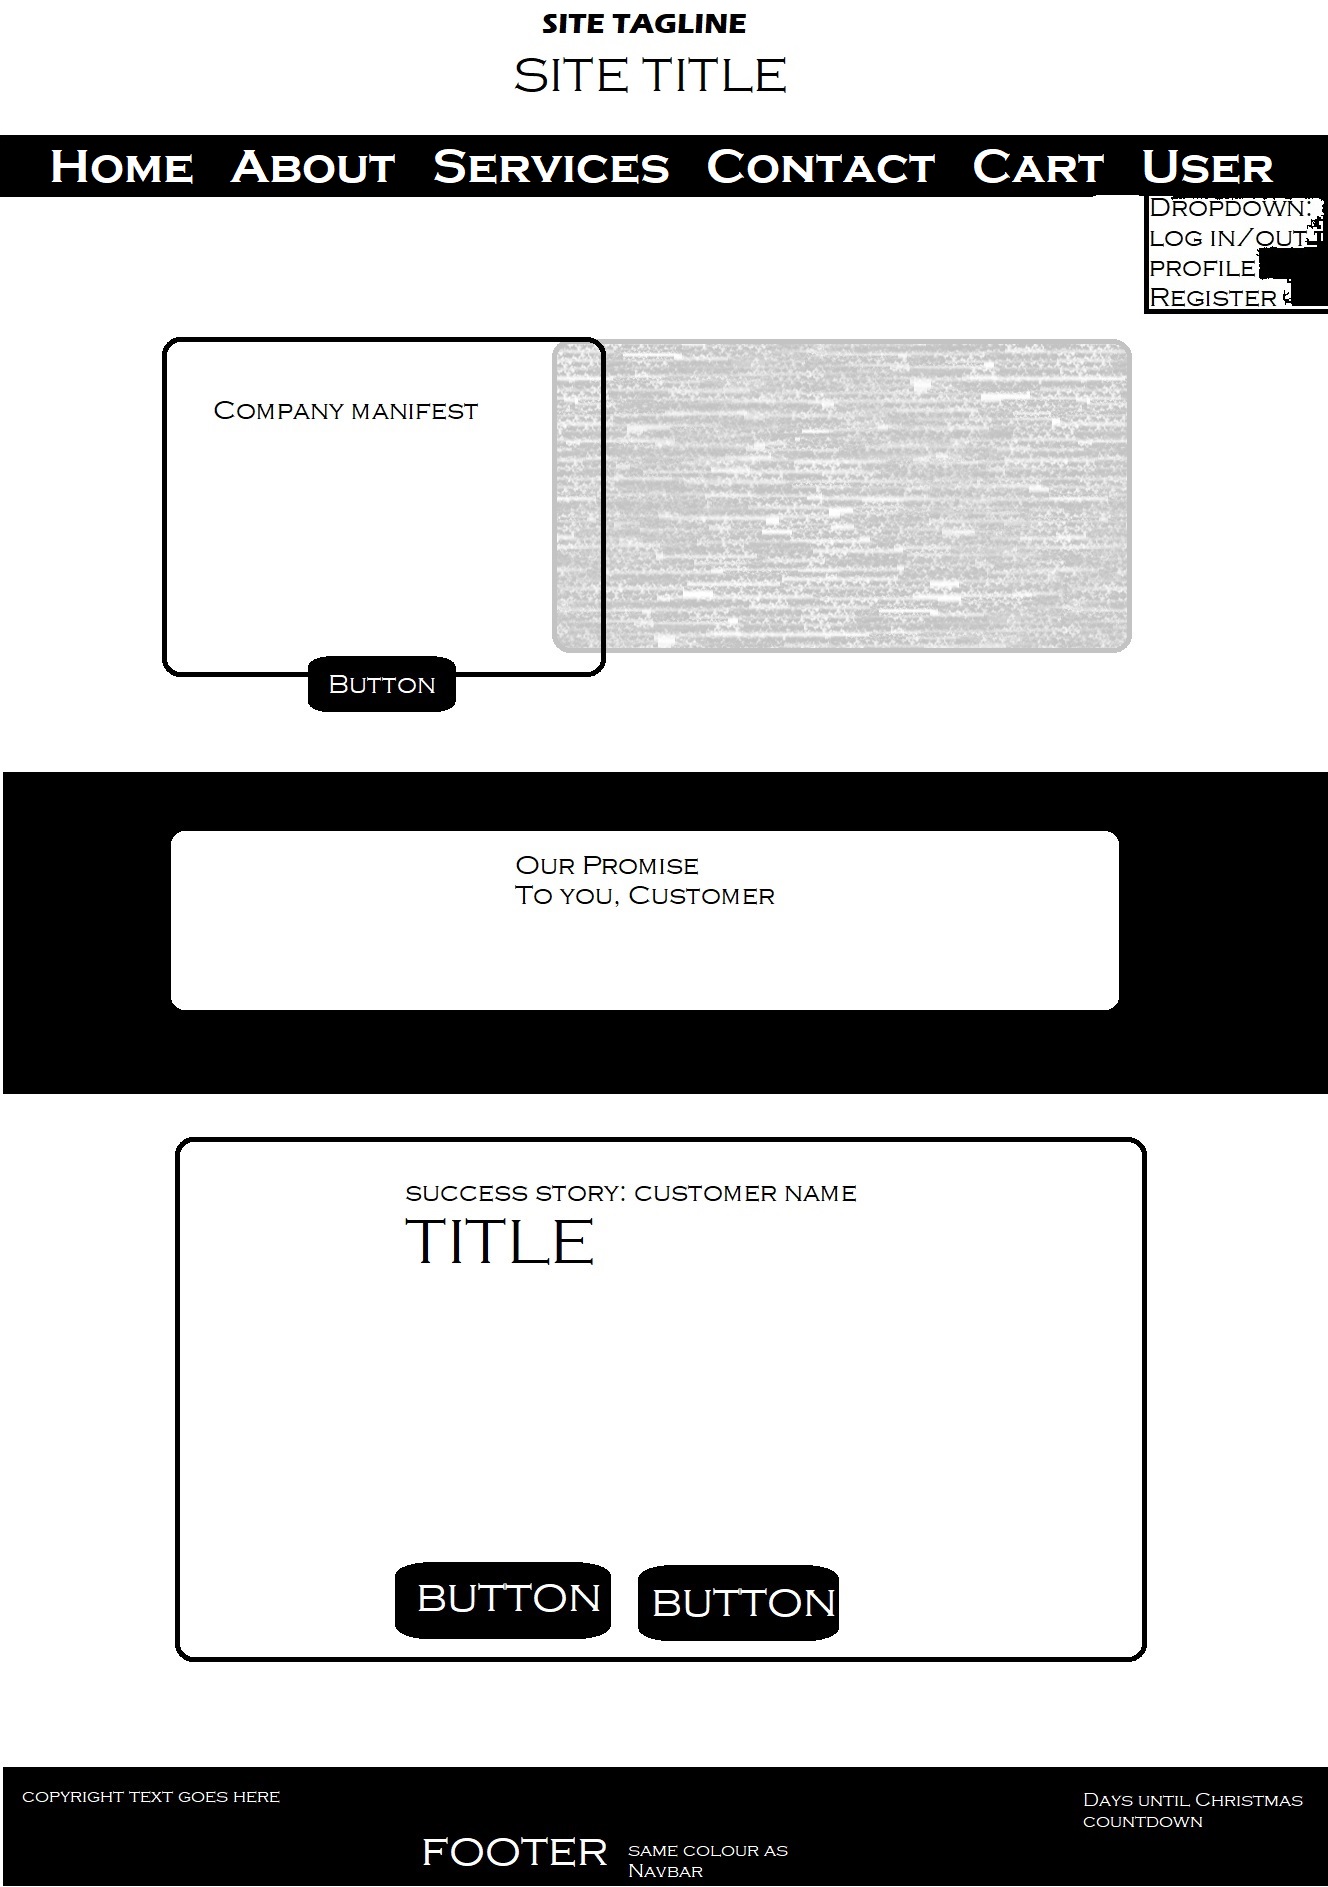 SITE TAGLINE
SITE TITLE
Home About Services Contact Cart User
Dropdown:
log in/out
profile
Register
Company manifest
Button
Our Promise
To you, Customer
success story: customer name
TITLE
BUTTON BUTTON
copyright text goes here
Days until Christmas
countdown
FOOTER
same colour as
Navbar